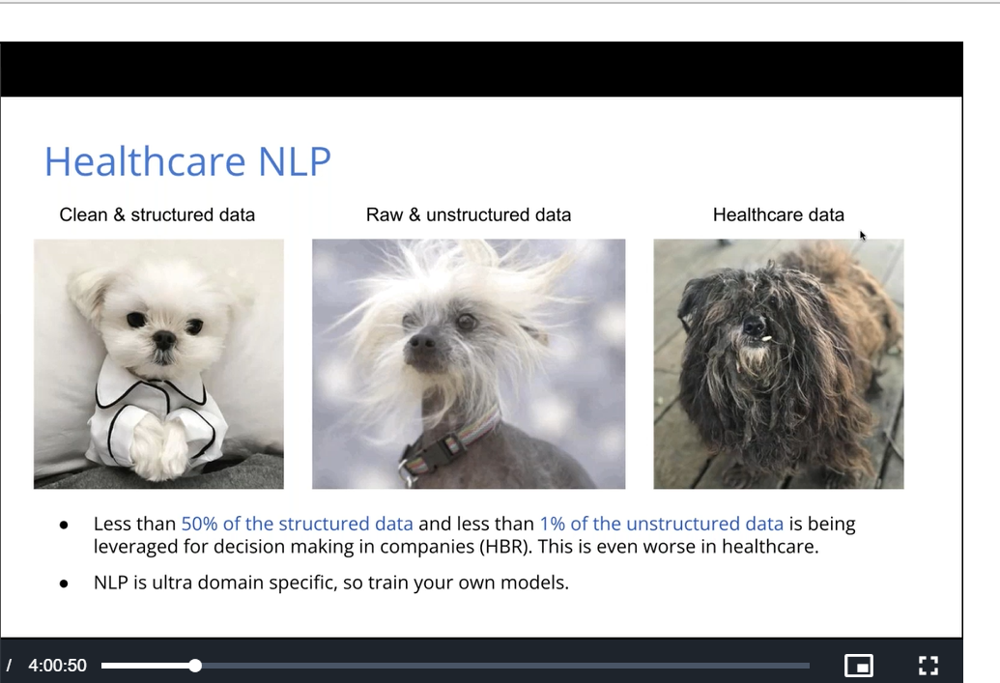 Healthcare NLP
Clean & structured data
Raw & unstructured data
Healthcare data
● Less than 50% of the structured data and less than 1% of the unstructured data is being
leveraged for decision making in companies (HBR). This is even worse in healthcare.
● NLP is ultra domain specific, so train your own models.
/ 4:00:50